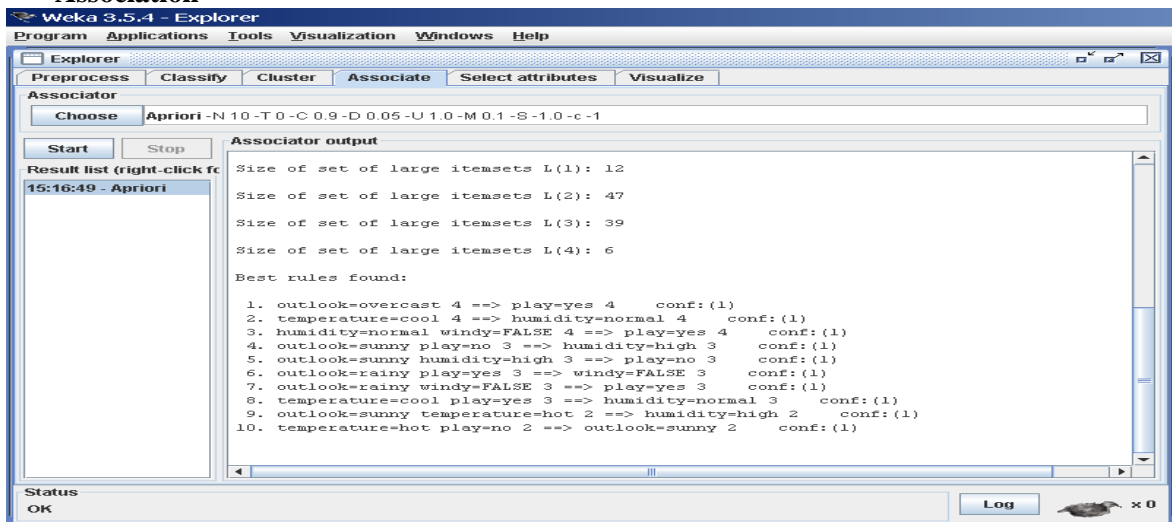 Association
Weka 3.5.4 - Explorer
Program Applications Tools Visualization Windows Help
Explorer
Preprocess Classify Cluster Associate Select attributes Visualize
Associator
Choose Apriori -N 10 -T 0 -C 0.9 -D 0.05 -U 1.0 -M 0.1 -S -1.0 -c -1
Start Stop
Result list (right-click fo
15:16:49 - Apriori
Associator output
Size of set of large itemsets L(1): 12
Size of set of large itemsets L(2): 47
Size of set of large itemsets L(3): 39
Size of set of large itemsets L(4): 6
Best rules found:
1. outlook=overcast 4 ==> play=yes 4 conf:(1)
2. temperature=cool 4 ==> humidity=normal 4 conf:(1)
3. humidity=normal windy=FALSE 4 ==> play=yes 4 conf:(1)
4. outlook=sunny play=no 3 ==> humidity=high 3 conf:(1)
5. outlook=sunny humidity=high 3 ==> play=no 3 conf:(1)
6. outlook=rainy play=yes 3 ==> windy=FALSE 3 conf:(1)
7. outlook=rainy windy=FALSE 3 ==> play=yes 3 conf:(1)
8. temperature=cool play=yes 3 ==> humidity=normal 3 conf:(1)
9. outlook=sunny temperature=hot 2 ==> humidity=high 2 conf:(1)
10. temperature=hot play=no 2 ==> outlook=sunny 2 conf:(1)
Status
OK
Log x 0